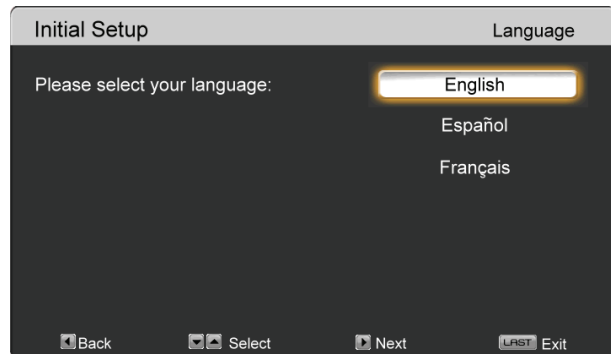 Initial Setup Language
Please select your language: English
Español
Français
Back Select Next LAST Exit